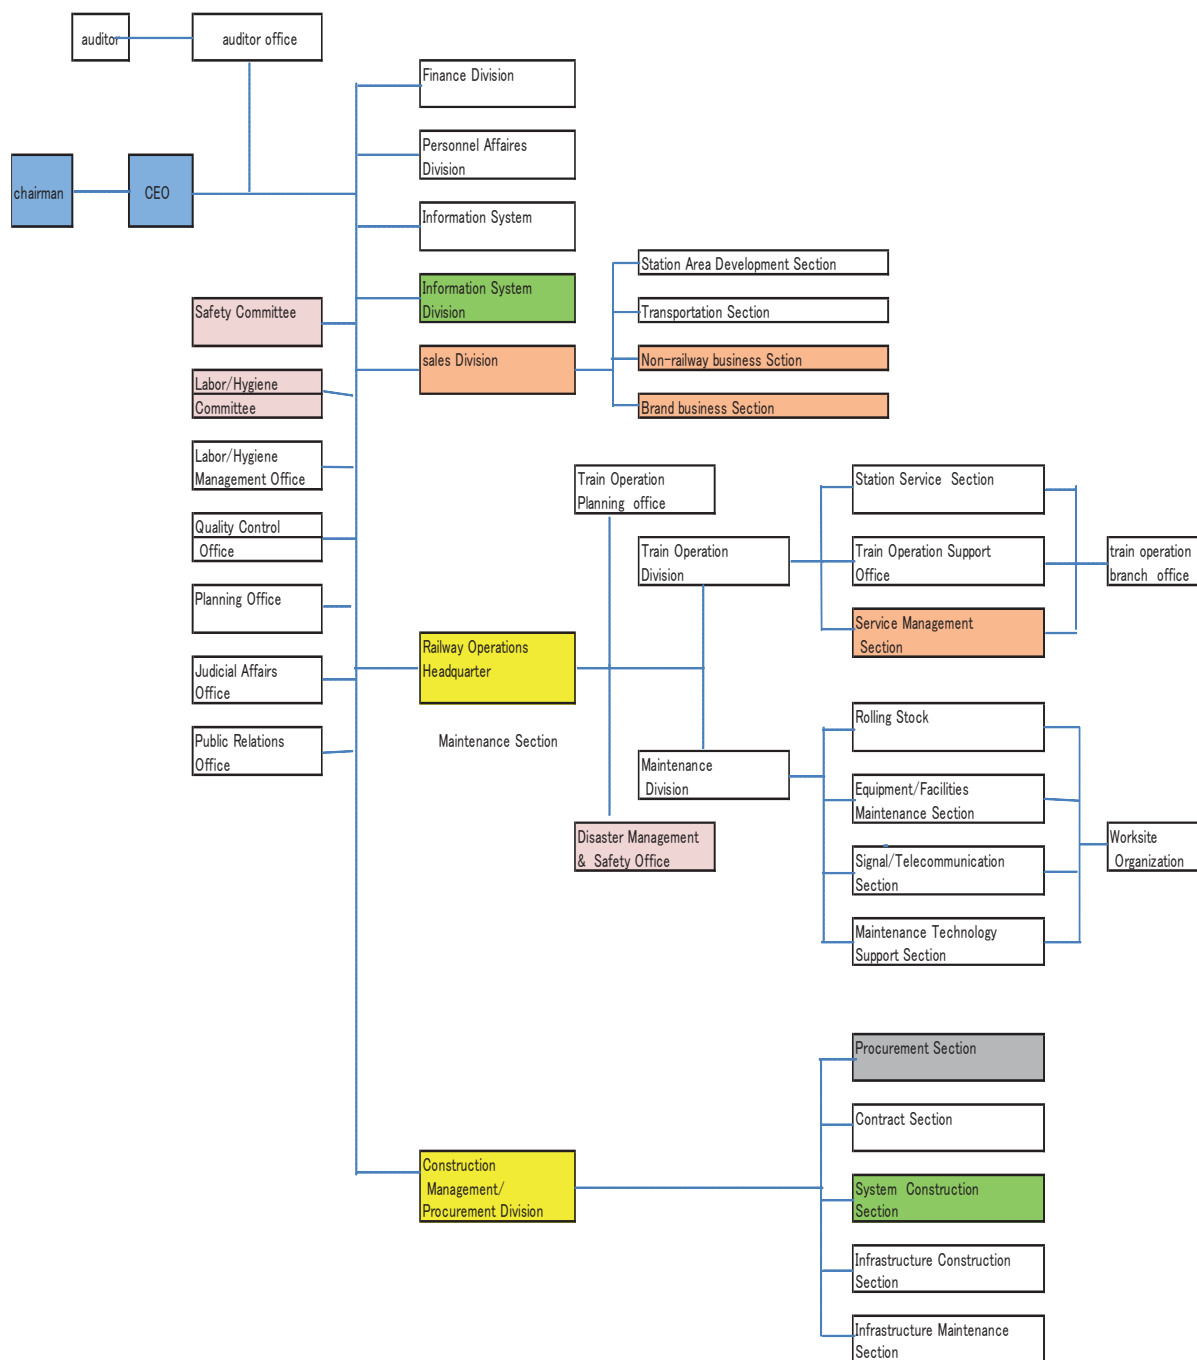 auditor
auditor office
Finance Division
Personnel Affaires
Division
chairman
CEO
Information System
Information System
Division
sales Division
Station Area Development Section
Transportation Section
Non-railway business Sction
Brand business Section
Safety Committee
Labor/Hygiene
Committee
Labor/Hygiene
Management Office
Quality Control
Office
Planning Office
Judicial Affairs
Office
Public Relations
Office
Train Operation
Planning office
Train Operation
Division
Station Service Section
Train Operation Support
Office
Service Management
Section
train operation
branch office
Railway Operations
Headquarter
Maintenance Section
Maintenance
Division
Disaster Management
& Safety Office
Rolling Stock
Equipment/Facilities
Maintenance Section
Signal/Telecommunication
Section
Maintenance Technology
Support Section
Worksite
Organization
Construction
Management/
Procurement Division
Procurement Section
Contract Section
System Construction
Section
Infrastructure Construction
Section
Infrastructure Maintenance
Section